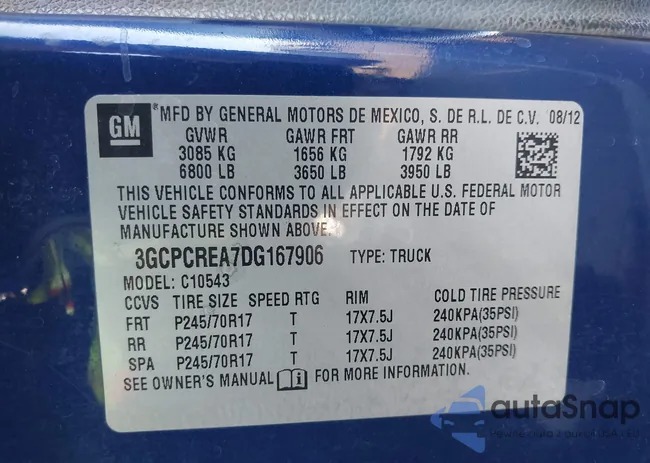 GM
®MFD BY GENERAL MOTORS DE MEXICO, S. DE R.L. DE C.V. 08/12
GVWR GAWR FRT GAWR RR
3085 KG 1656 KG 1792 KG
6800 LB 3650 LB 3950 LB
THIS VEHICLE CONFORMS TO ALL APPLICABLE U.S. FEDERAL MOTOR
VEHICLE SAFETY STANDARDS IN EFFECT ON THE DATE OF
MANUFACTURE SHOWN ABOVE.
3GCPCREA7DG167906 TYPE: TRUCK
MODEL: C10543
CCVS TIRE SIZE SPEED RTG RIM COLD TIRE PRESSURE
FRT P245/70R17 T 17X7.5J 240KPA(35PSI)
RR P245/70R17 T 17X7.5J 240KPA(35PSI)
SPA P245/70R17 T 17X7.5J 240KPA(35PSI)
SEE OWNER'S MANUAL FOR MORE INFORMATION.
autaSnap